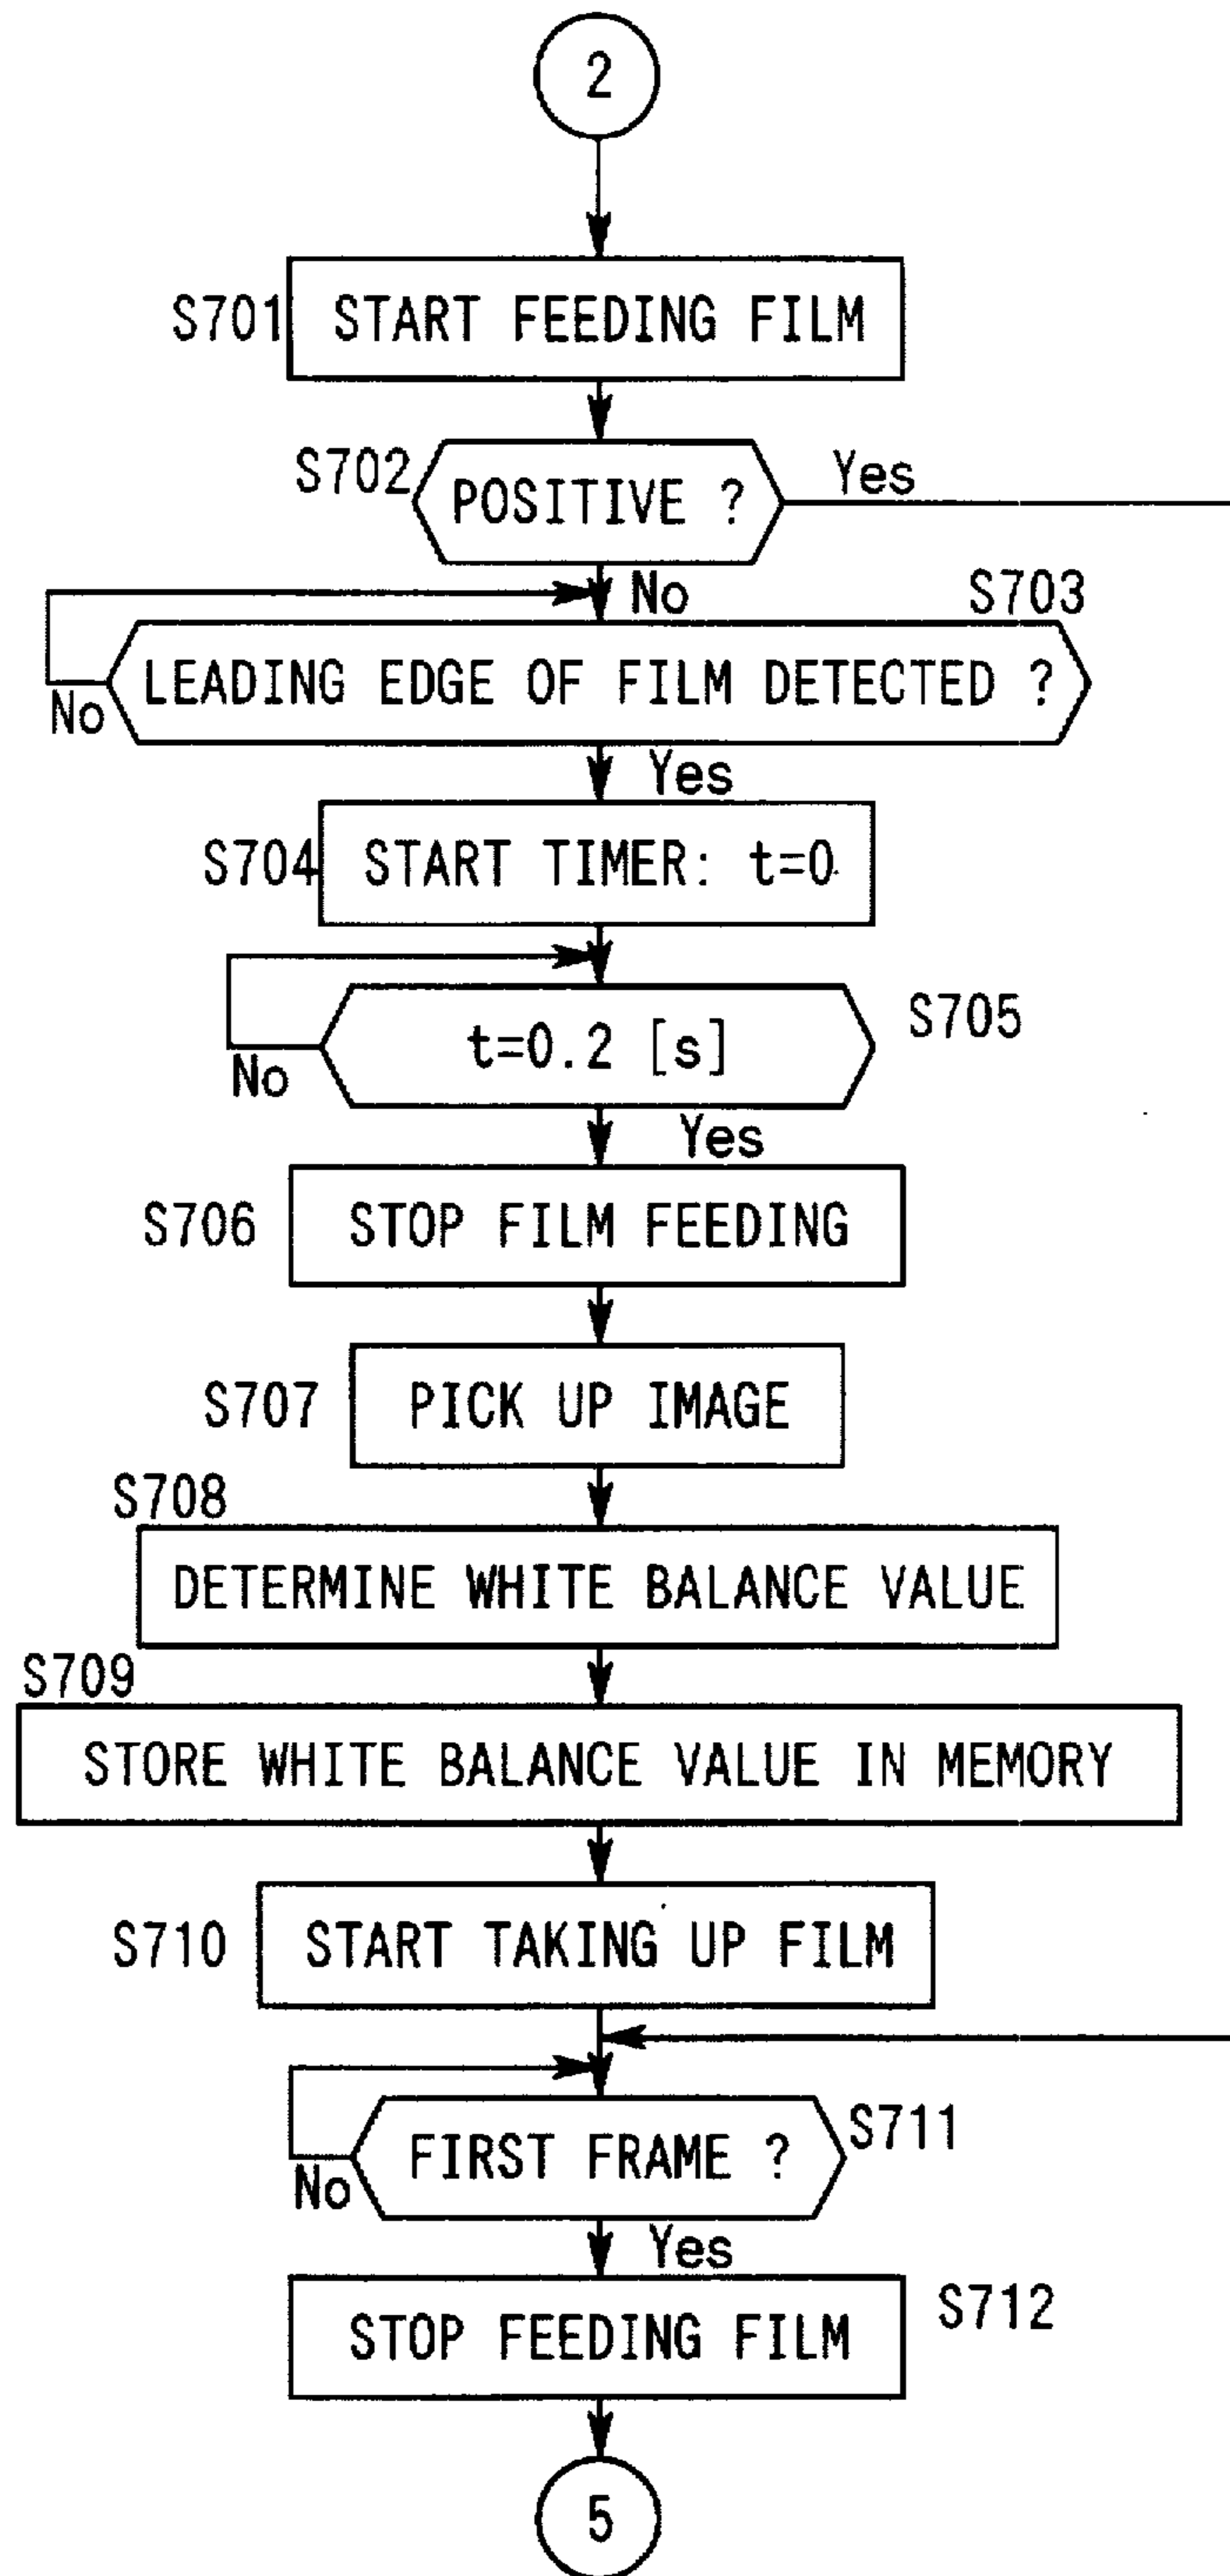 2
S701 START FEEDING FILM
S702 POSITIVE ? Yes
No
S703
LEADING EDGE OF FILM DETECTED ?
No
Yes
S704 START TIMER: t=0
t=0.2 [s] S705
No
Yes
S706 STOP FILM FEEDING
S707 PICK UP IMAGE
S708
DETERMINE WHITE BALANCE VALUE
S709
STORE WHITE BALANCE VALUE IN MEMORY
S710 START TAKING UP FILM
FIRST FRAME ? S711
No
Yes
STOP FEEDING FILM S712
5